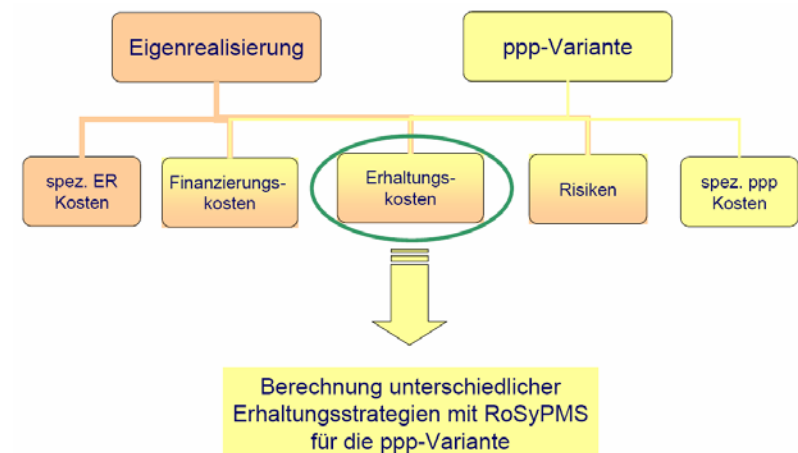 Eigenrealisierung
ppp-Variante
spez. ER
Kosten
Finanzierungs-
kosten
Erhaltungs-
kosten
Risiken
spez. ppp
Kosten
Berechnung unterschiedlicher
Erhaltungsstrategien mit RoSyPMS
für die ppp-Variante